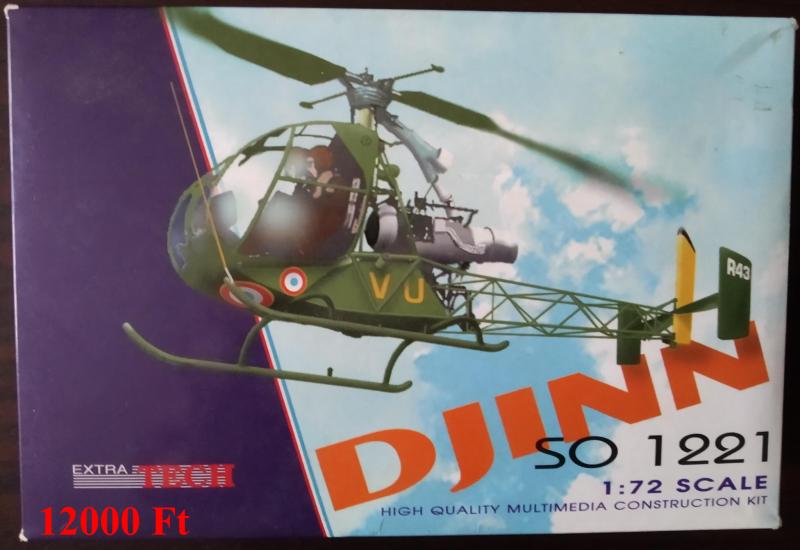 VU
R43
DJINN
SO 1221
1:72 SCALE
HIGH QUALITY MULTIMEDIA CONSTRUCTION KIT
EXTRA TECH
12000 Ft